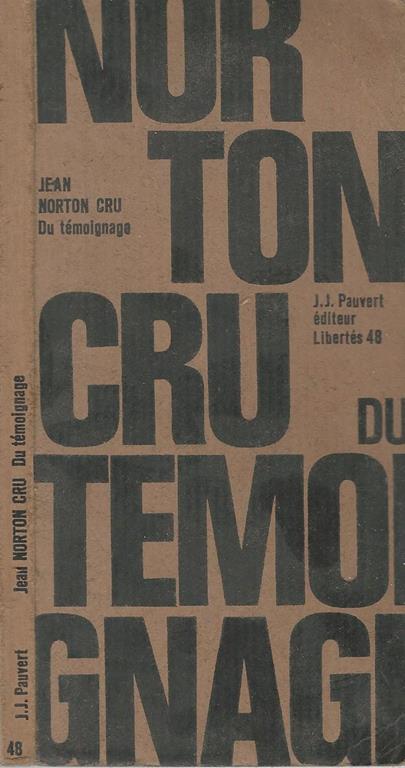 NOR
TON
JEAN
NORTON CRU
Du témoignage
CRU
J.J. Pauvert
éditeur
Libertés 48
DU
TEMOI
GNAGE
Jean NORTON CRU Du témoignage
J.J. Pauvert
48